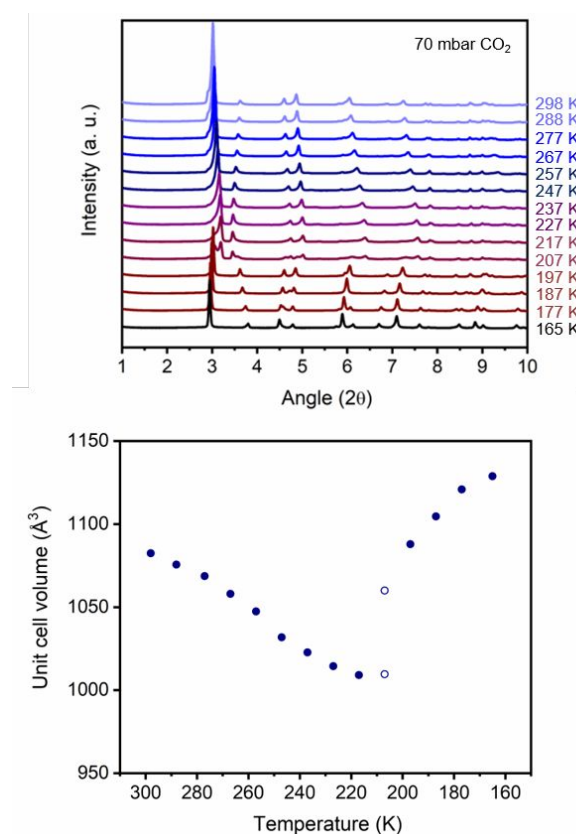 70 mbar CO₂
Intensity (a. u.)
298 K
288 K
277 K
267 K
257 K
247 K
237 K
227 K
217 K
207 K
197 K
187 K
177 K
165 K
1 2 3 4 5 6 7 8 9 10
Angle (2θ)
Unit cell volume (Å³)
1150
1100
1050
1000
950
300 280 260 240 220 200 180 160
Temperature (K)